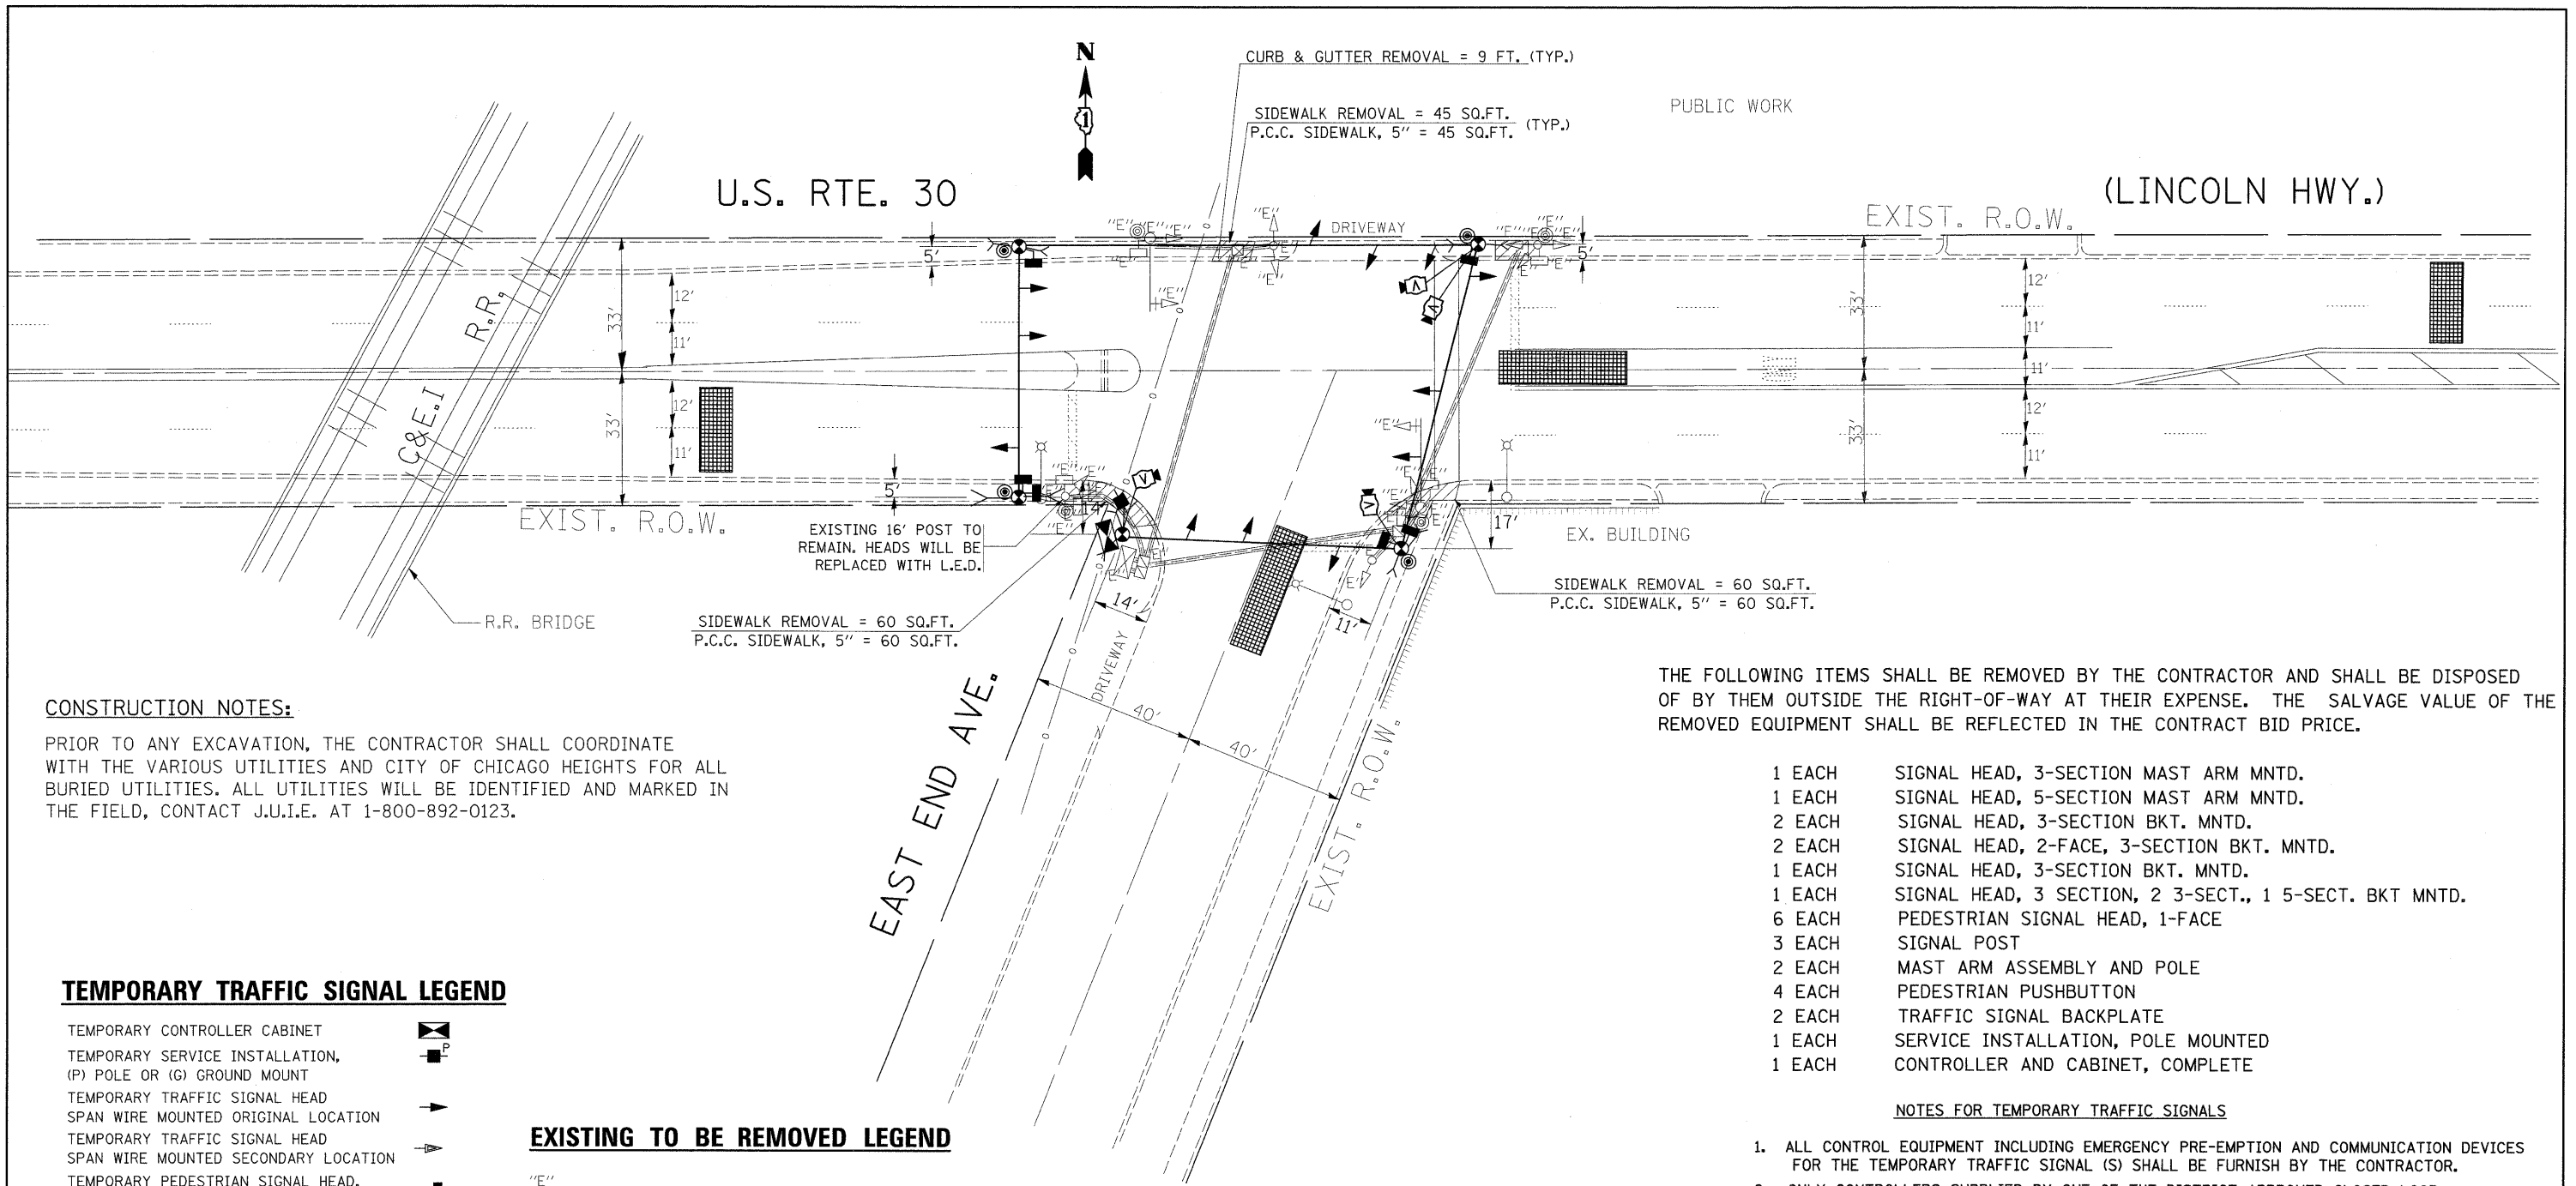 N
1
CURB & GUTTER REMOVAL = 9 FT. (TYP.)
SIDEWALK REMOVAL = 45 SQ.FT.
P.C.C. SIDEWALK, 5" = 45 SQ.FT. (TYP.)
PUBLIC WORK
U.S. RTE. 30
(LINCOLN HWY.)
EXIST. R.O.W.
DRIVEWAY
"E"
"E"
"E"
"E"
"E"
"E"
5'
5'
33'
12'
11'
33'
12'
11'
33'
12'
11'
11'
33'
12'
11'
C&E.I R.R.
5'
14'
17'
EXIST. R.O.W.
EXISTING 16' POST TO
REMAIN. HEADS WILL BE
REPLACED WITH L.E.D.
EX. BUILDING
SIDEWALK REMOVAL = 60 SQ.FT.
P.C.C. SIDEWALK, 5" = 60 SQ.FT.
R.R. BRIDGE
SIDEWALK REMOVAL = 60 SQ.FT.
P.C.C. SIDEWALK, 5" = 60 SQ.FT.
14'
11'
DRIVEWAY
40'
40'
EAST END AVE.
EXIST. R.O.W.
CONSTRUCTION NOTES:
PRIOR TO ANY EXCAVATION, THE CONTRACTOR SHALL COORDINATE
WITH THE VARIOUS UTILITIES AND CITY OF CHICAGO HEIGHTS FOR ALL
BURIED UTILITIES. ALL UTILITIES WILL BE IDENTIFIED AND MARKED IN
THE FIELD, CONTACT J.U.I.E. AT 1-800-892-0123.
THE FOLLOWING ITEMS SHALL BE REMOVED BY THE CONTRACTOR AND SHALL BE DISPOSED
OF BY THEM OUTSIDE THE RIGHT-OF-WAY AT THEIR EXPENSE. THE SALVAGE VALUE OF THE
REMOVED EQUIPMENT SHALL BE REFLECTED IN THE CONTRACT BID PRICE.
1 EACH SIGNAL HEAD, 3-SECTION MAST ARM MNTD.
1 EACH SIGNAL HEAD, 5-SECTION MAST ARM MNTD.
2 EACH SIGNAL HEAD, 3-SECTION BKT. MNTD.
2 EACH SIGNAL HEAD, 2-FACE, 3-SECTION BKT. MNTD.
1 EACH SIGNAL HEAD, 3-SECTION BKT. MNTD.
1 EACH SIGNAL HEAD, 3 SECTION, 2 3-SECT., 1 5-SECT. BKT MNTD.
6 EACH PEDESTRIAN SIGNAL HEAD, 1-FACE
3 EACH SIGNAL POST
2 EACH MAST ARM ASSEMBLY AND POLE
4 EACH PEDESTRIAN PUSHBUTTON
2 EACH TRAFFIC SIGNAL BACKPLATE
1 EACH SERVICE INSTALLATION, POLE MOUNTED
1 EACH CONTROLLER AND CABINET, COMPLETE
NOTES FOR TEMPORARY TRAFFIC SIGNALS
1. ALL CONTROL EQUIPMENT INCLUDING EMERGENCY PRE-EMPTION AND COMMUNICATION DEVICES
FOR THE TEMPORARY TRAFFIC SIGNAL (S) SHALL BE FURNISH BY THE CONTRACTOR.
TEMPORARY TRAFFIC SIGNAL LEGEND
TEMPORARY CONTROLLER CABINET
TEMPORARY SERVICE INSTALLATION, P
(P) POLE OR (G) GROUND MOUNT
TEMPORARY TRAFFIC SIGNAL HEAD
SPAN WIRE MOUNTED ORIGINAL LOCATION
TEMPORARY TRAFFIC SIGNAL HEAD
SPAN WIRE MOUNTED SECONDARY LOCATION
TEMPORARY PEDESTRIAN SIGNAL HEAD,
EXISTING TO BE REMOVED LEGEND
"E"